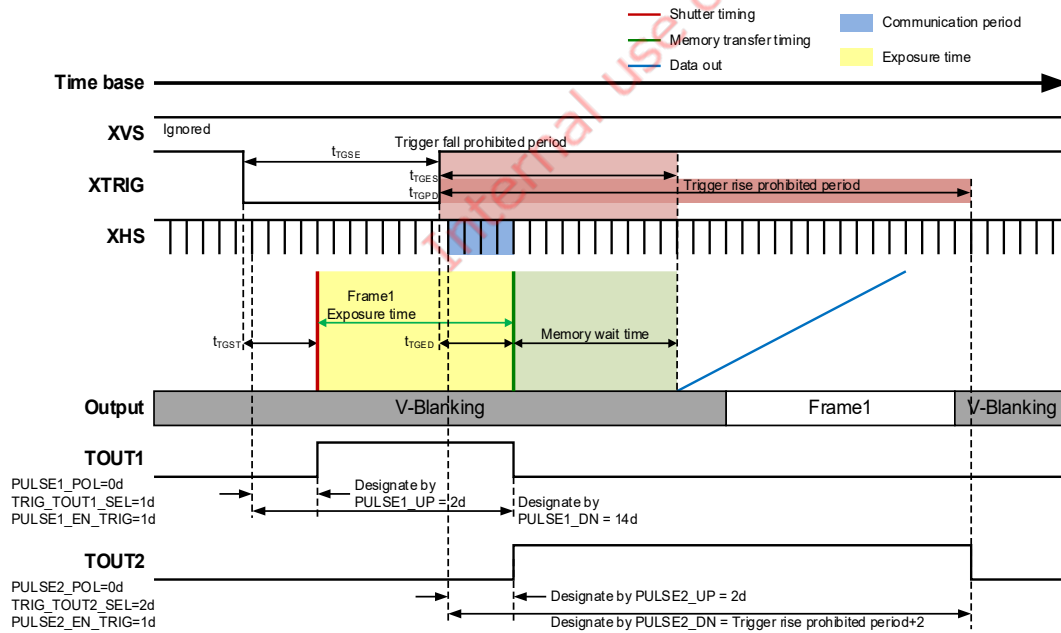 Shutter timing
Memory transfer timing
Data out
Communication period
Exposure time
Internal use o
Time base
XVS
Ignored
XTRIG
tTGSE
Trigger fall prohibited period
tTGES
tTGPD
Trigger rise prohibited period
XHS
Frame1
Exposure time
tTGST
tTGED
Memory wait time
Output
V-Blanking
Frame1
V-Blanking
TOUT1
PULSE1_POL=0d
TRIG_TOUT1_SEL=1d
PULSE1_EN_TRIG=1d
Designate by
PULSE1_UP = 2d
Designate by
PULSE1_DN = 14d
TOUT2
PULSE2_POL=0d
TRIG_TOUT2_SEL=2d
PULSE2_EN_TRIG=1d
Designate by PULSE2_UP = 2d
Designate by PULSE2_DN = Trigger rise prohibited period+2